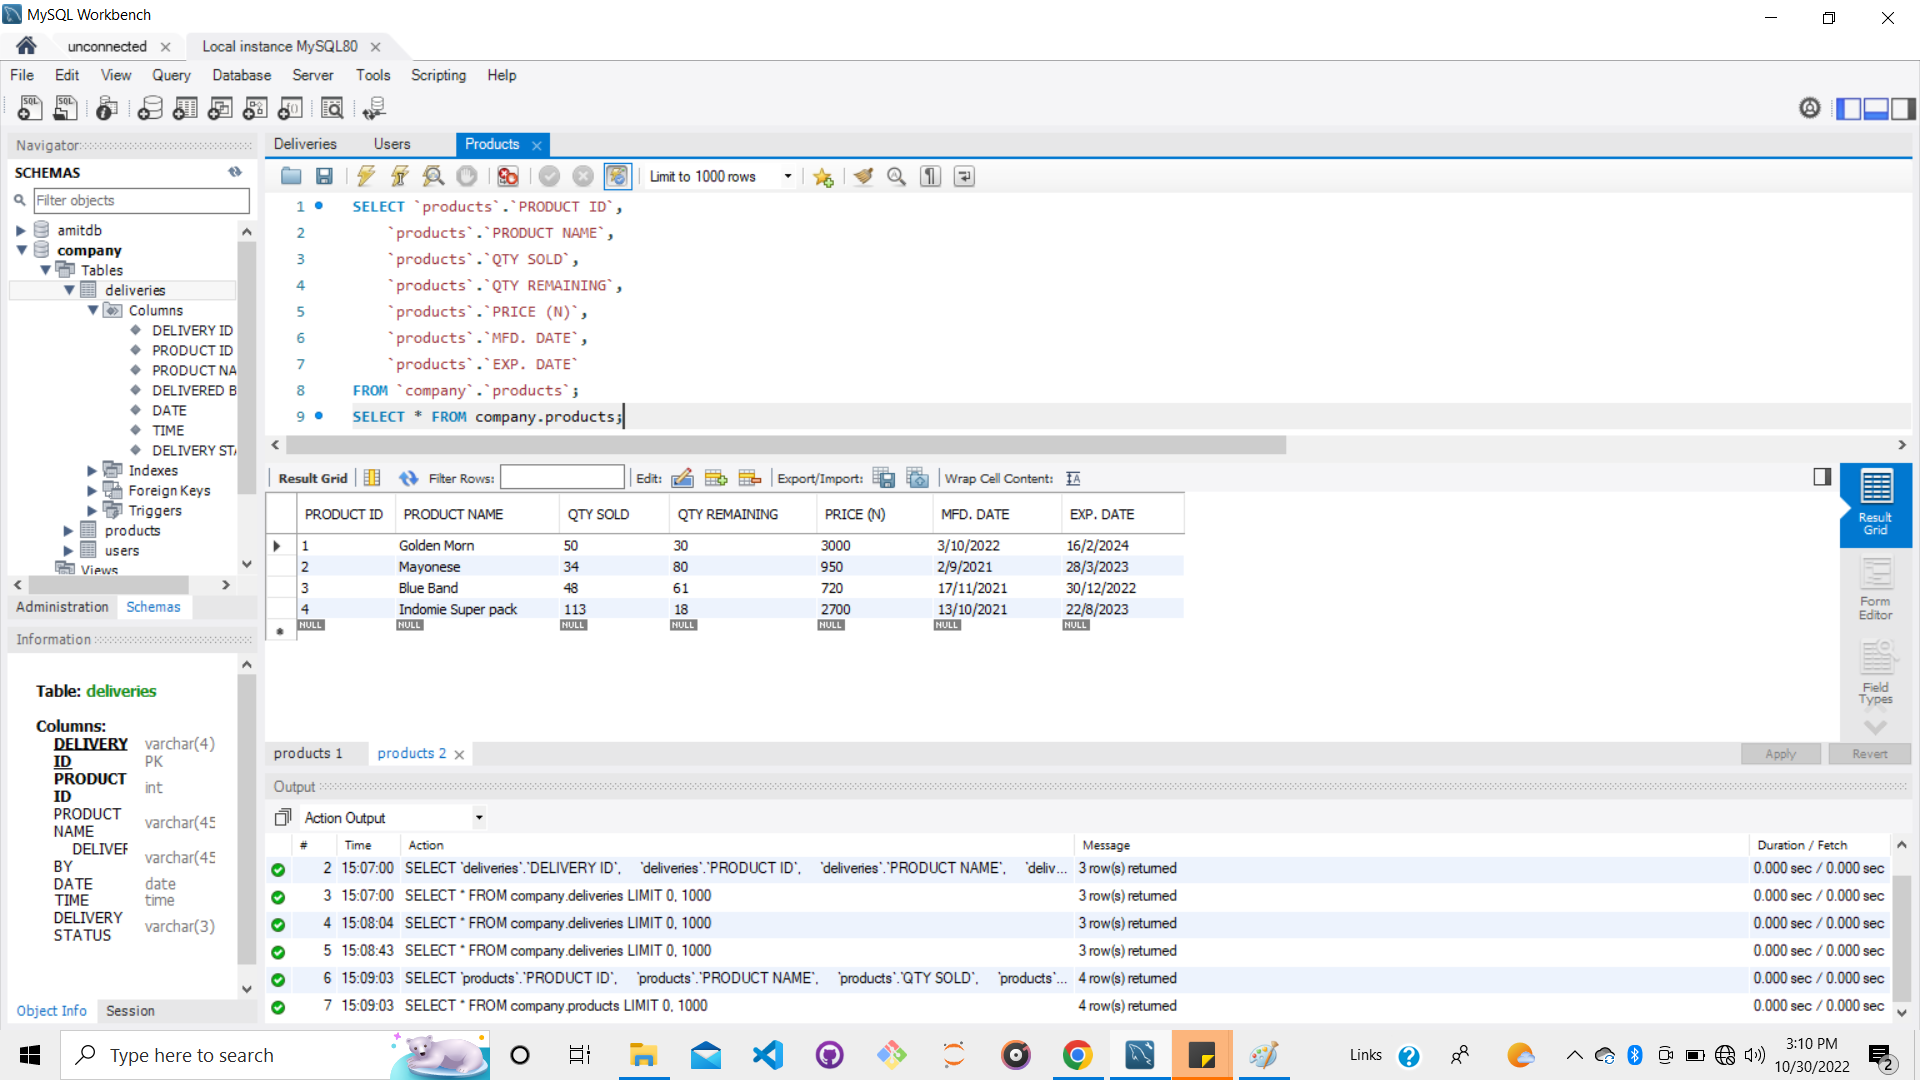 MySQL Workbench
unconnected
Local instance MySQL80
File Edit View Query Database Server Tools Scripting Help
Navigator
SCHEMAS
Filter objects
amitdb
company
Tables
deliveries
Columns
DELIVERY ID
PRODUCT ID
PRODUCT NA
DELIVERED B
DATE
TIME
DELIVERY STA
Indexes
Foreign Keys
Triggers
products
users
Views
Administration Schemas
Information
Table: deliveries
Columns:
DELIVERY varchar(4)
ID PK
PRODUCT
ID int
PRODUCT
NAME varchar(45
DELIVER
BY varchar(45
DATE date
TIME time
DELIVERY
STATUS varchar(3)
Object Info Session
Deliveries Users Products
Limit to 1000 rows
1 SELECT `products`.`PRODUCT ID`,
2 `products`.`PRODUCT NAME`,
3 `products`.`QTY SOLD`,
4 `products`.`QTY REMAINING`,
5 `products`.`PRICE (N)`,
6 `products`.`MFD. DATE`,
7 `products`.`EXP. DATE`
8 FROM `company`.`products`;
9 SELECT * FROM company.products;
Result Grid Filter Rows: Edit: Export/Import: Wrap Cell Content:
PRODUCT ID PRODUCT NAME QTY SOLD QTY REMAINING PRICE (N) MFD. DATE EXP. DATE
1 Golden Morn 50 30 3000 3/10/2022 16/2/2024
2 Mayonese 34 80 950 2/9/2021 28/3/2023
3 Blue Band 48 61 720 17/11/2021 30/12/2022
4 Indomie Super pack 113 18 2700 13/10/2021 22/8/2023
NULL NULL NULL NULL NULL NULL NULL
Result
Grid
Form
Editor
Field
Types
products 1 products 2
Apply Revert
Output
Action Output
# Time Action Message Duration / Fetch
2 15:07:00 SELECT `deliveries`.`DELIVERY ID`, `deliveries`.`PRODUCT ID`, `deliveries`.`PRODUCT NAME`, `deliv... 3 row(s) returned 0.000 sec / 0.000 sec
3 15:07:00 SELECT * FROM company.deliveries LIMIT 0, 1000 3 row(s) returned 0.000 sec / 0.000 sec
4 15:08:04 SELECT * FROM company.deliveries LIMIT 0, 1000 3 row(s) returned 0.000 sec / 0.000 sec
5 15:08:43 SELECT * FROM company.deliveries LIMIT 0, 1000 3 row(s) returned 0.000 sec / 0.000 sec
6 15:09:03 SELECT `products`.`PRODUCT ID`, `products`.`PRODUCT NAME`, `products`.`QTY SOLD`, `products`... 4 row(s) returned 0.000 sec / 0.000 sec
7 15:09:03 SELECT * FROM company.products LIMIT 0, 1000 4 row(s) returned 0.000 sec / 0.000 sec
Type here to search
Links
3:10 PM
10/30/2022
2